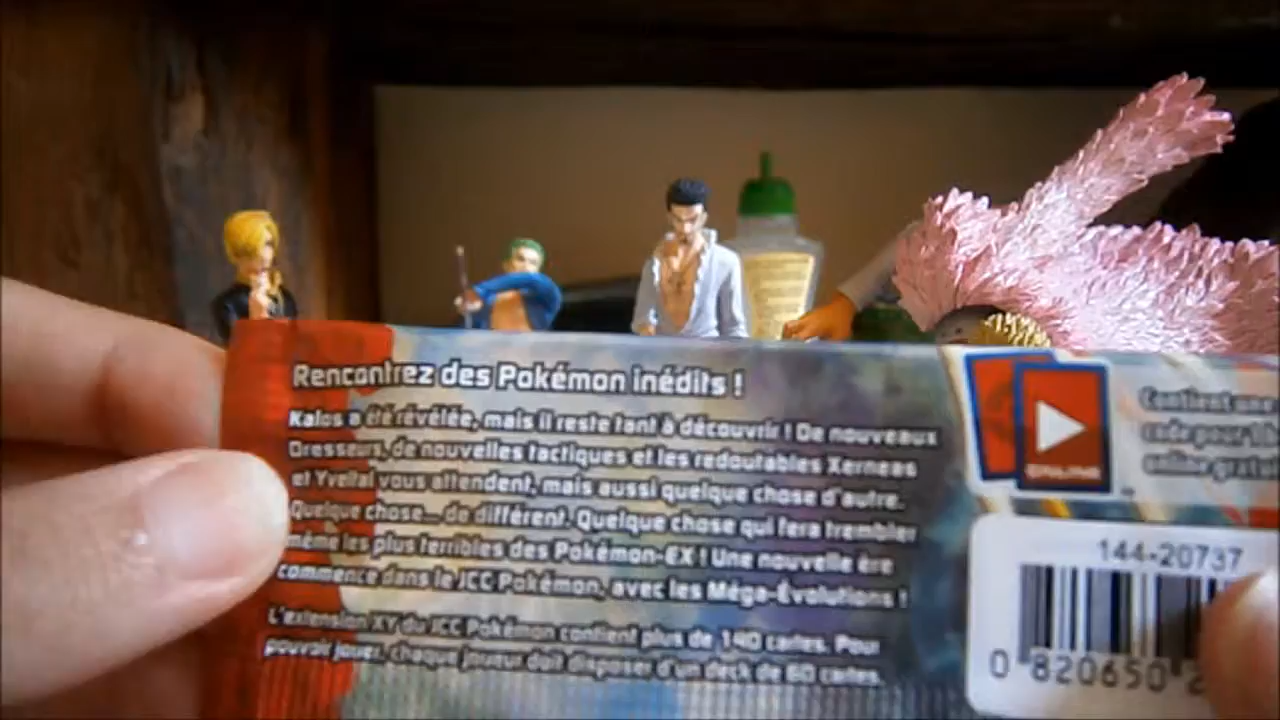 Rencontrez des Pokémon inédits !
Kalos a été révélée, mais il reste tant à découvrir ! De nouveaux
Dresseurs, de nouvelles tactiques et les redoutables Xerneas
et Yveltal vous attendent, mais aussi quelque chose d'autre.
Quelque chose... de différent. Quelque chose qui fera trembler
même les plus terribles des Pokémon-EX ! Une nouvelle ère
commence dans le JCC Pokémon, avec les Méga-Évolutions !
L'extension XY du JCC Pokémon contient plus de 140 cartes. Pour
pouvoir jouer, chaque joueur doit disposer d'un deck de 60 cartes.
ONLINE
Contient une
code pour
online
144-20737
0 820650 2